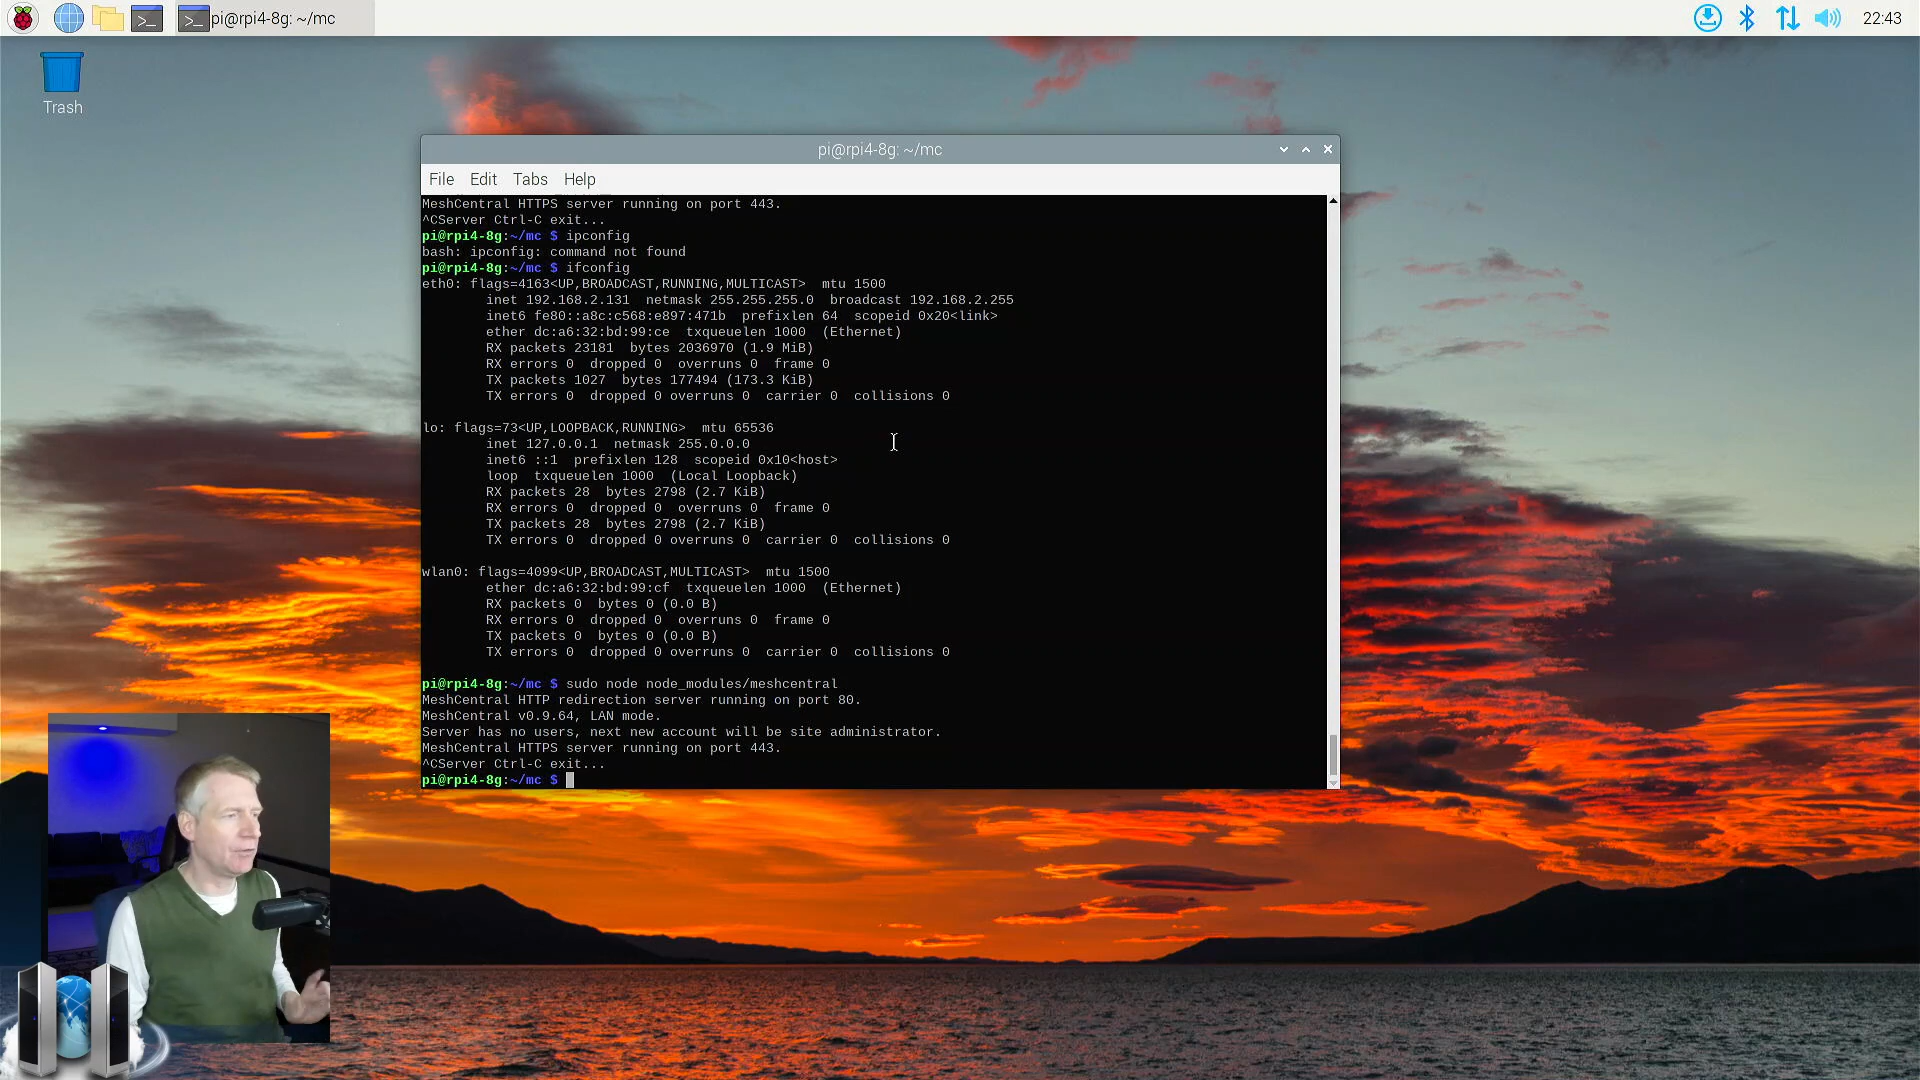 pi@rpi4-8g: ~/mc
22:43
Trash
pi@rpi4-8g: ~/mc
File Edit Tabs Help
MeshCentral HTTPS server running on port 443.
^CServer Ctrl-C exit...
pi@rpi4-8g:~/mc $ ipconfig
bash: ipconfig: command not found
pi@rpi4-8g:~/mc $ ifconfig
eth0: flags=4163<UP,BROADCAST,RUNNING,MULTICAST>  mtu 1500
        inet 192.168.2.131  netmask 255.255.255.0  broadcast 192.168.2.255
        inet6 fe80::a8c:c568:e897:471b  prefixlen 64  scopeid 0x20<link>
        ether dc:a6:32:bd:99:ce  txqueuelen 1000  (Ethernet)
        RX packets 23181  bytes 2036970 (1.9 MiB)
        RX errors 0  dropped 0  overruns 0  frame 0
        TX packets 1027  bytes 177494 (173.3 KiB)
        TX errors 0  dropped 0 overruns 0  carrier 0  collisions 0
lo: flags=73<UP,LOOPBACK,RUNNING>  mtu 65536
        inet 127.0.0.1  netmask 255.0.0.0
        inet6 ::1  prefixlen 128  scopeid 0x10<host>
        loop  txqueuelen 1000  (Local Loopback)
        RX packets 28  bytes 2798 (2.7 KiB)
        RX errors 0  dropped 0  overruns 0  frame 0
        TX packets 28  bytes 2798 (2.7 KiB)
        TX errors 0  dropped 0 overruns 0  carrier 0  collisions 0
wlan0: flags=4099<UP,BROADCAST,MULTICAST>  mtu 1500
        ether dc:a6:32:bd:99:cf  txqueuelen 1000  (Ethernet)
        RX packets 0  bytes 0 (0.0 B)
        RX errors 0  dropped 0  overruns 0  frame 0
        TX packets 0  bytes 0 (0.0 B)
        TX errors 0  dropped 0 overruns 0  carrier 0  collisions 0
pi@rpi4-8g:~/mc $ sudo node node_modules/meshcentral
MeshCentral HTTP redirection server running on port 80.
MeshCentral v0.9.64, LAN mode.
Server has no users, next new account will be site administrator.
MeshCentral HTTPS server running on port 443.
^CServer Ctrl-C exit...
pi@rpi4-8g:~/mc $